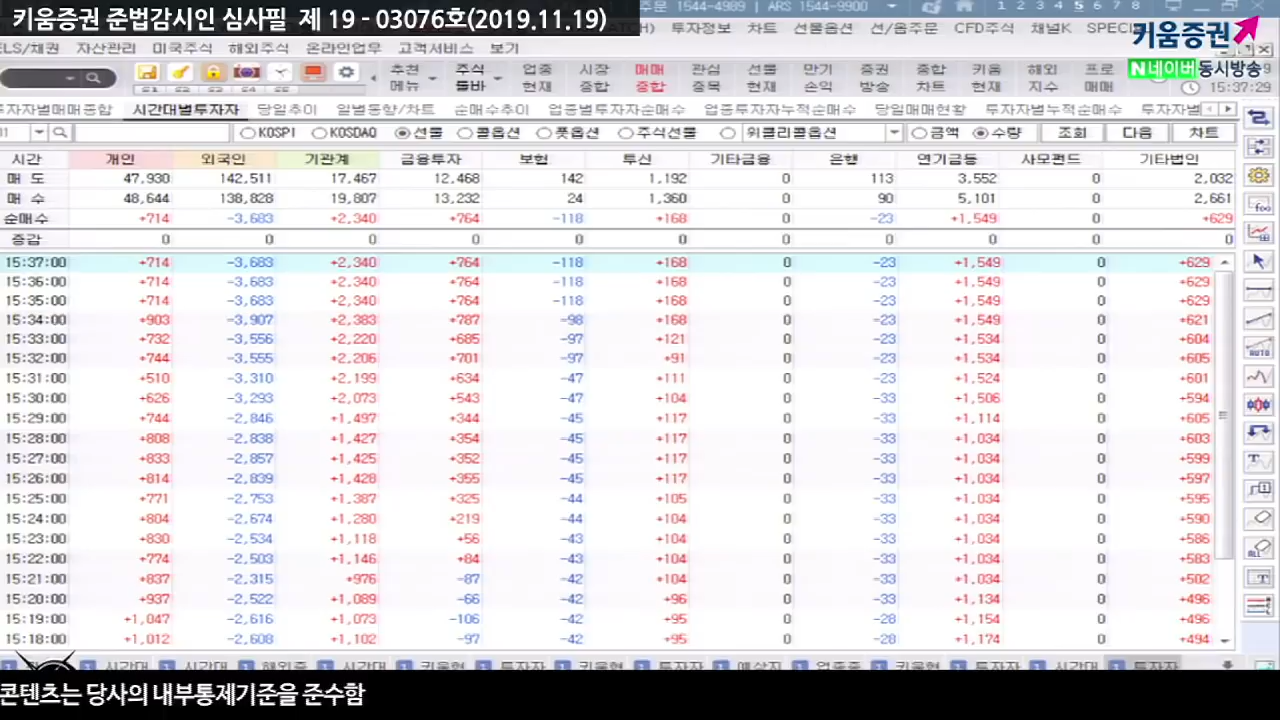 키움증권 준법감시인 심사필 제 19 - 03076호(2019.11.19)
1544-4989 | ARS 1544-9900
1 2 3 4 5 6 7 8
투자정보 차트 선물옵션 선/옵주문 CFD주식 채널K SPECI
키움증권
ELS/채권 자산관리 미국주식 해외주식 온라인업무 고객서비스 보기
N 네이버 동시방송
추천 메뉴 주식 툴바 업종 현재 시장 종합 매매 종합 관심 종목 선물 현재 만기 손익 증권 방송 종합 차트 키움 현재 해외 지수 프로 매매
15:37:29
투자자별매매종합 시간대별투자자 당일추이 일별동향/차트 순매수추이 업종별투자자순매수 업종투자자누적순매수 당일매매현황 투자자별누적순매수 투자자별
KOSPI KOSDAQ 선물 콜옵션 풋옵션 주식선물 위클리콜옵션 금액 수량 조회 다음 차트
시간 개인 외국인 기관계 금융투자 보험 투신 기타금융 은행 연기금등 사모펀드 기타법인
매 도 47,930 142,511 17,467 12,468 142 1,192 0 113 3,552 0 2,032
매 수 48,644 138,828 19,807 13,232 24 1,360 0 90 5,101 0 2,661
순매수 +714 -3,683 +2,340 +764 -118 +168 0 -23 +1,549 0 +629
증감 0 0 0 0 0 0 0 0 0 0 0
15:37:00 +714 -3,683 +2,340 +764 -118 +168 0 -23 +1,549 0 +629
15:36:00 +714 -3,683 +2,340 +764 -118 +168 0 -23 +1,549 0 +629
15:35:00 +714 -3,683 +2,340 +764 -118 +168 0 -23 +1,549 0 +629
15:34:00 +903 -3,907 +2,383 +787 -98 +168 0 -23 +1,549 0 +621
15:33:00 +732 -3,556 +2,220 +685 -97 +121 0 -23 +1,534 0 +604
15:32:00 +744 -3,555 +2,206 +701 -97 +91 0 -23 +1,534 0 +605
15:31:00 +510 -3,310 +2,199 +634 -47 +111 0 -23 +1,524 0 +601
15:30:00 +626 -3,293 +2,073 +543 -47 +104 0 -33 +1,506 0 +594
15:29:00 +744 -2,846 +1,497 +344 -45 +117 0 -33 +1,114 0 +605
15:28:00 +808 -2,838 +1,427 +354 -45 +117 0 -33 +1,034 0 +603
15:27:00 +833 -2,857 +1,425 +352 -45 +117 0 -33 +1,034 0 +599
15:26:00 +814 -2,839 +1,428 +355 -45 +117 0 -33 +1,034 0 +597
15:25:00 +771 -2,753 +1,387 +325 -44 +105 0 -33 +1,034 0 +595
15:24:00 +804 -2,674 +1,280 +219 -44 +104 0 -33 +1,034 0 +590
15:23:00 +830 -2,534 +1,118 +56 -43 +104 0 -33 +1,034 0 +586
15:22:00 +774 -2,503 +1,146 +84 -43 +104 0 -33 +1,034 0 +583
15:21:00 +837 -2,315 +976 -87 -42 +104 0 -33 +1,034 0 +502
15:20:00 +937 -2,522 +1,089 -66 -42 +96 0 -33 +1,134 0 +496
15:19:00 +1,047 -2,616 +1,073 -106 -42 +95 0 -28 +1,154 0 +496
15:18:00 +1,012 -2,608 +1,102 -97 -42 +95 0 -28 +1,174 0 +494
콘텐츠는 당사의 내부통제기준을 준수함